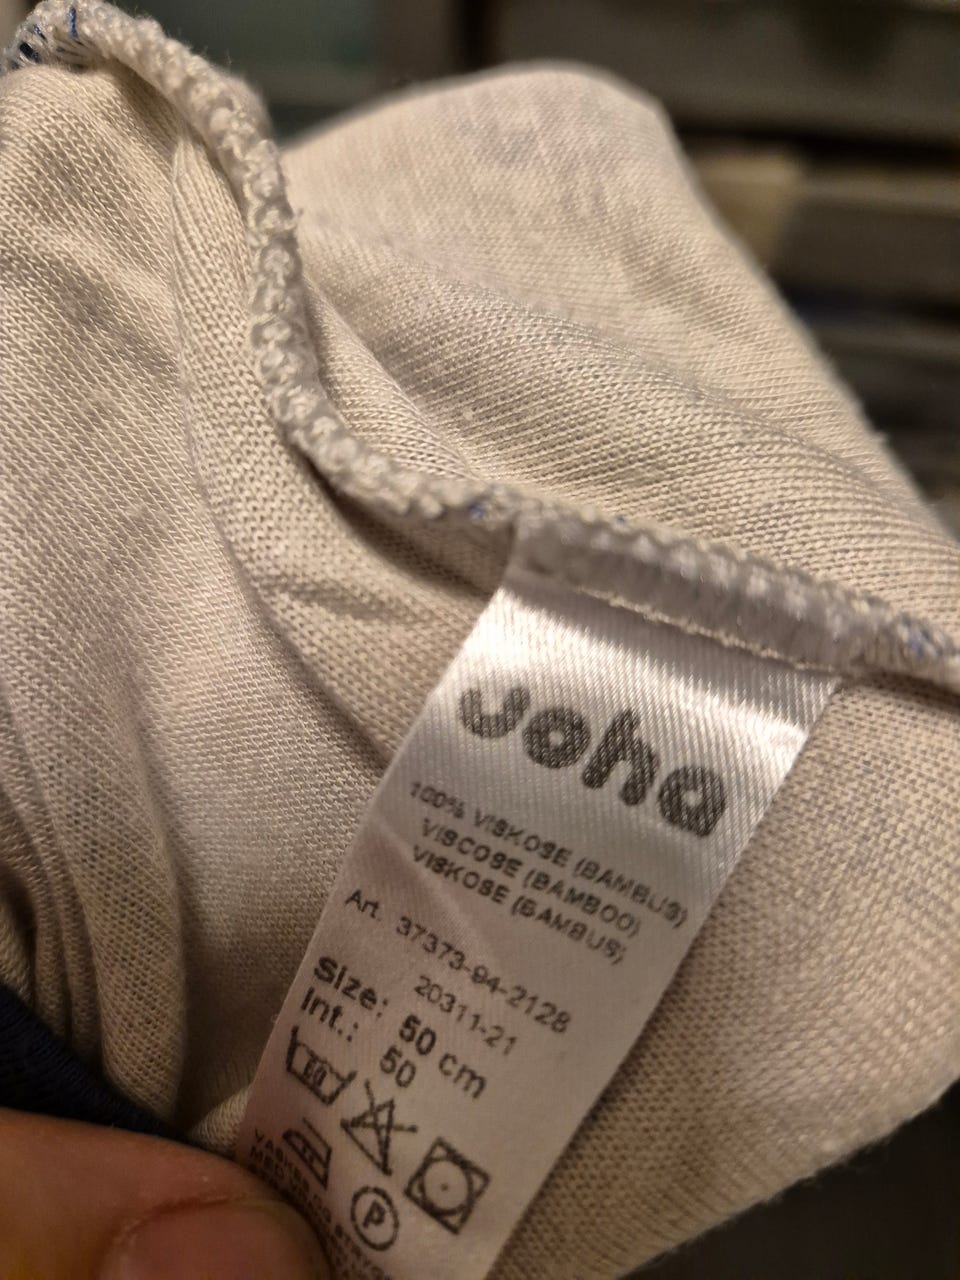 Joha
100% VISKOSE (BAMBUS)
VISCOSE (BAMBOO)
VISKOSE (BAMBUS)
Art. 37373-94-2128
20311-21
Size: 50 cm
Int.: 50
60
P